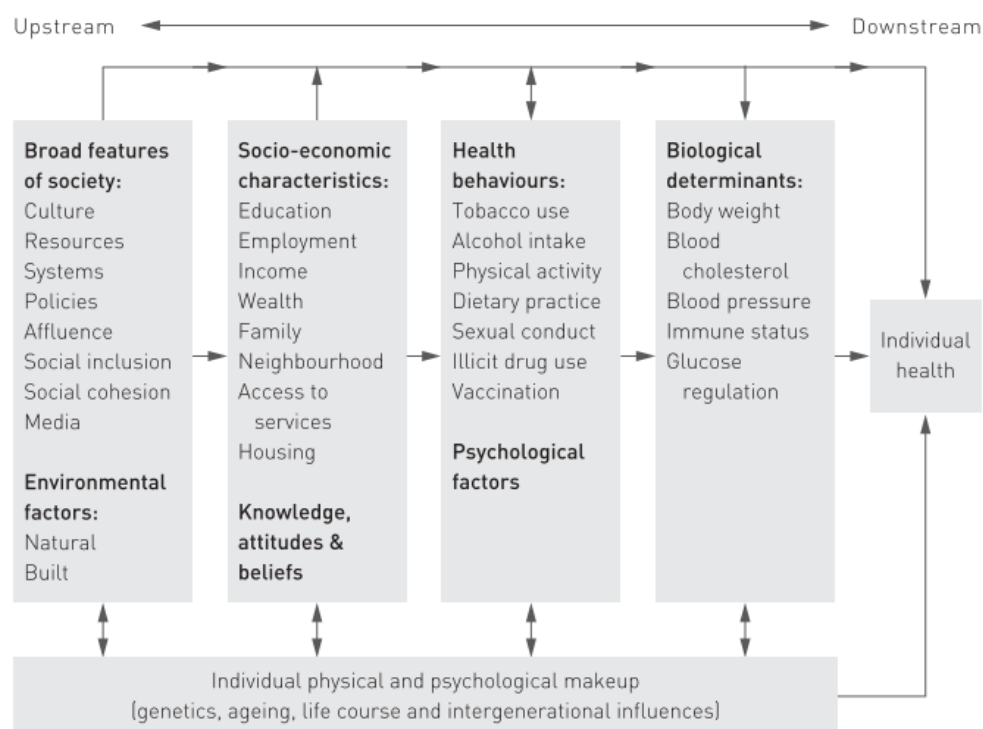 Upstream
Downstream
Broad features
of society:
Culture
Resources
Systems
Policies
Affluence
Social inclusion
Social cohesion
Media
Environmental
factors:
Natural
Built
Socio-economic
characteristics:
Education
Employment
Income
Wealth
Family
Neighbourhood
Access to
services
Housing
Knowledge,
attitudes &
beliefs
Health
behaviours:
Tobacco use
Alcohol intake
Physical activity
Dietary practice
Sexual conduct
Illicit drug use
Vaccination
Psychological
factors
Biological
determinants:
Body weight
Blood
cholesterol
Blood pressure
Immune status
Glucose
regulation
Individual
health
Individual physical and psychological makeup
(genetics, ageing, life course and intergenerational influences)